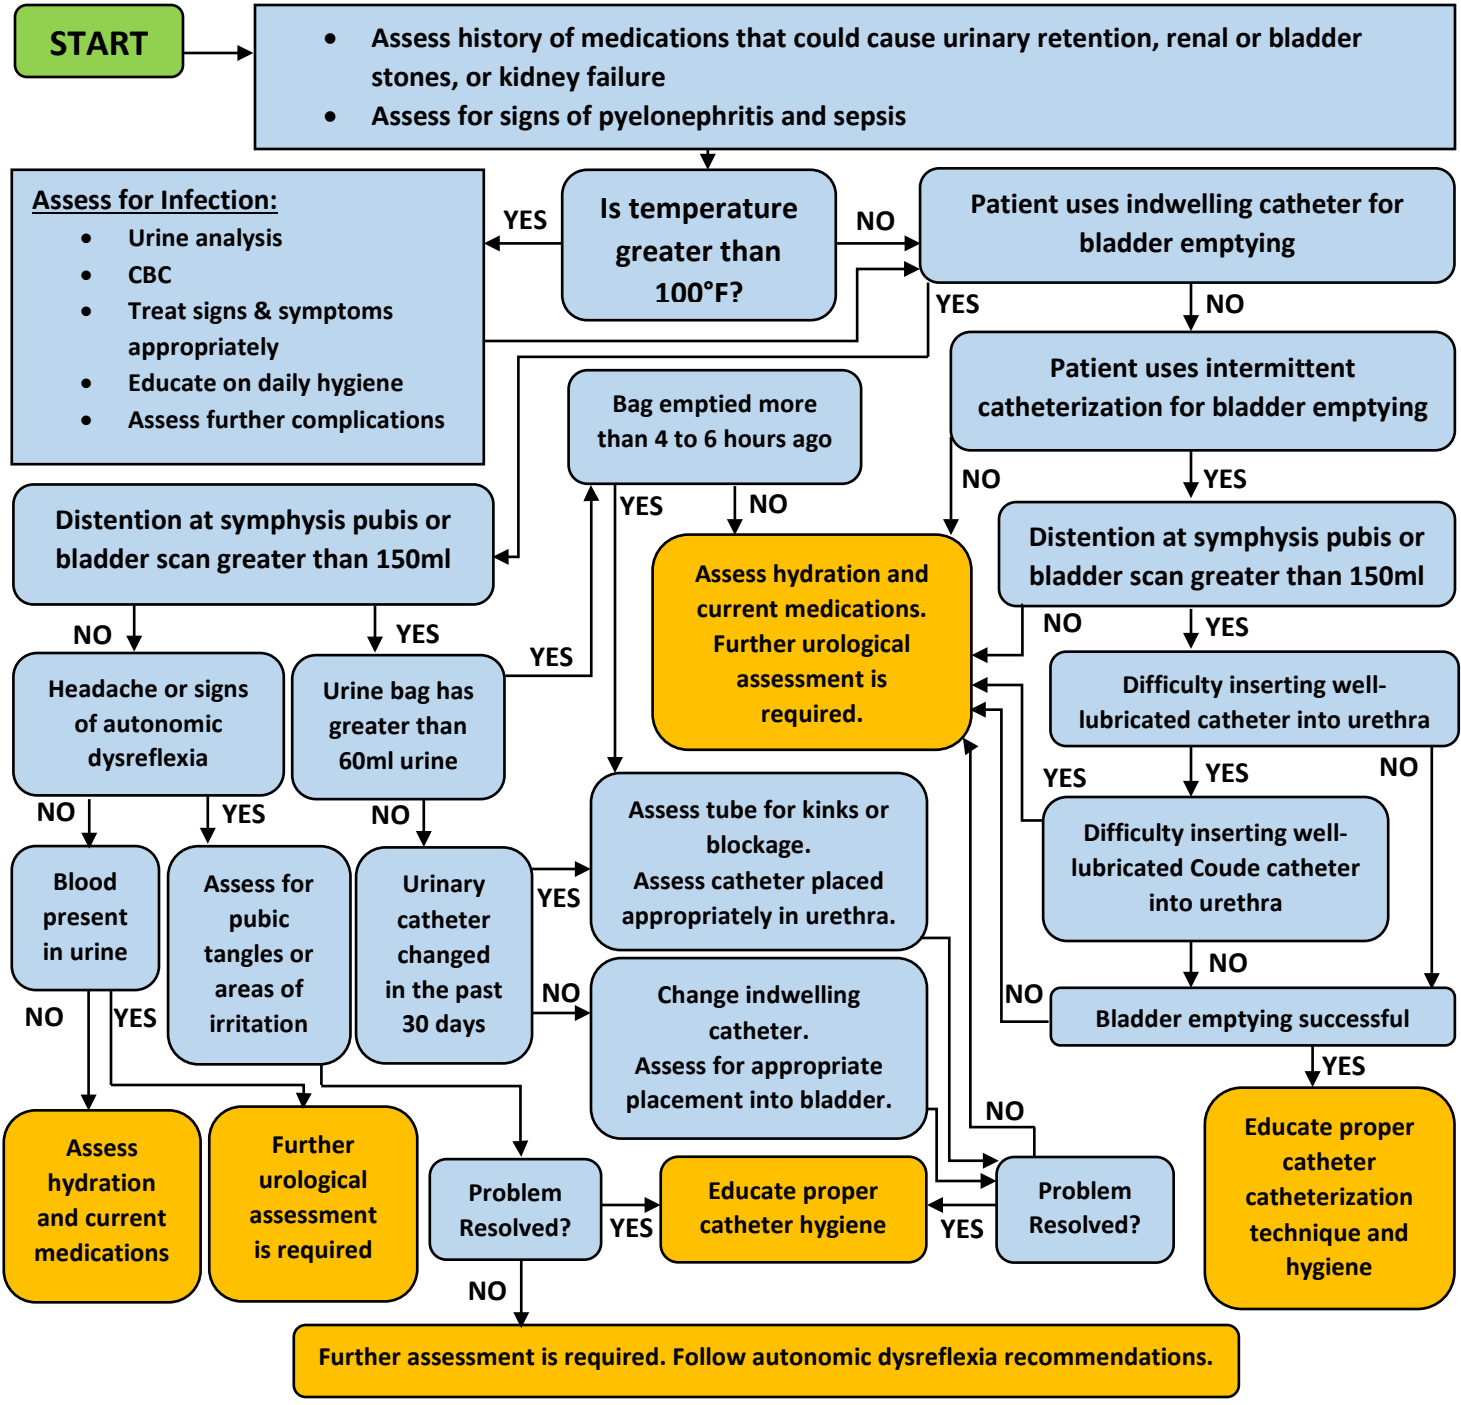 START
• Assess history of medications that could cause urinary retention, renal or bladder
stones, or kidney failure
• Assess for signs of pyelonephritis and sepsis
Assess for Infection:
• Urine analysis
• CBC
• Treat signs & symptoms
appropriately
• Educate on daily hygiene
• Assess further complications
YES
Is temperature
greater than
100°F?
NO
Patient uses indwelling catheter for
bladder emptying
YES
NO
Patient uses intermittent
catheterization for bladder emptying
NO
YES
Bag emptied more
than 4 to 6 hours ago
YES
NO
Distention at symphysis pubis or
bladder scan greater than 150ml
NO
YES
Assess hydration and
current medications.
Further urological
assessment is
required.
Distention at symphysis pubis or
bladder scan greater than 150ml
NO
YES
Headache or signs
of autonomic
dysreflexia
NO
YES
Urine bag has
greater than
60ml urine
YES
NO
Difficulty inserting well-
lubricated catheter into urethra
YES
YES
NO
Assess tube for kinks or
blockage.
Assess catheter placed
appropriately in urethra.
Difficulty inserting well-
lubricated Coude catheter
into urethra
NO
Blood
present
in urine
NO
YES
Assess for
pubic
tangles or
areas of
irritation
Urinary
catheter
changed
in the past
30 days
YES
NO
Change indwelling
catheter.
Assess for appropriate
placement into bladder.
NO
Bladder emptying successful
YES
Assess
hydration
and current
medications
Further
urological
assessment
is required
Problem
Resolved?
YES
NO
Educate proper
catheter hygiene
YES
NO
Problem
Resolved?
Educate proper
catheter
catheterization
technique and
hygiene
Further assessment is required. Follow autonomic dysreflexia recommendations.